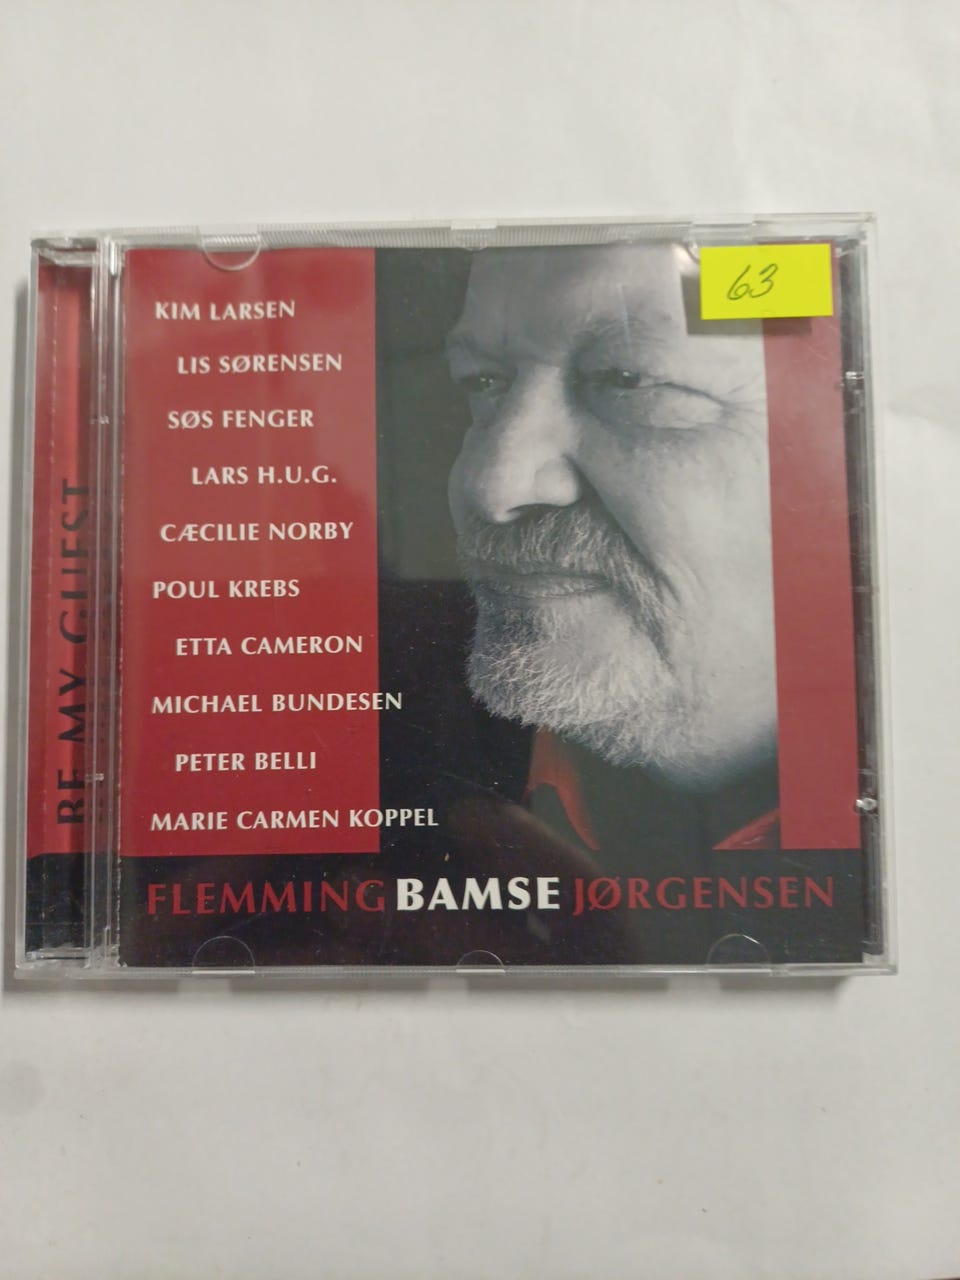 KIM LARSEN
LIS SØRENSEN
SØS FENGER
LARS H.U.G.
CÆCILIE NORBY
POUL KREBS
ETTA CAMERON
MICHAEL BUNDESEN
PETER BELLI
MARIE CARMEN KOPPEL
FLEMMING BAMSE JØRGENSEN
63
BE MY GUEST